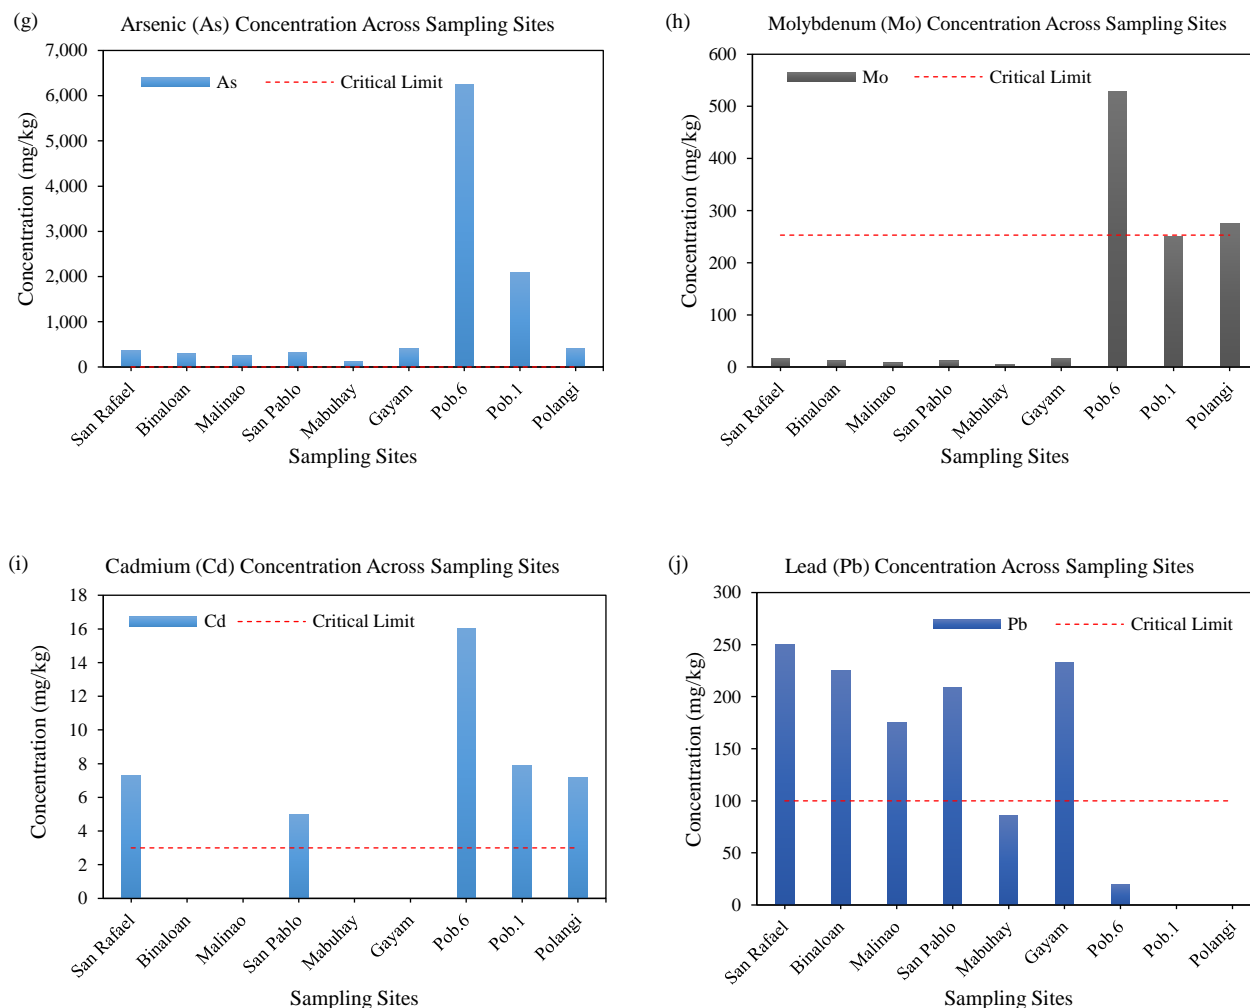 (g)
Arsenic (As) Concentration Across Sampling Sites
As
Critical Limit
Concentration (mg/kg)
7,000
6,000
5,000
4,000
3,000
2,000
1,000
0
San Rafael
Binaloan
Malinao
San Pablo
Mabuhay
Gayam
Pob.6
Pob.1
Polangi
Sampling Sites
(h)
Molybdenum (Mo) Concentration Across Sampling Sites
Mo
Critical Limit
Concentration (mg/kg)
600
500
400
300
200
100
0
San Rafael
Binaloan
Malinao
San Pablo
Mabuhay
Gayam
Pob.6
Pob.1
Polangi
Sampling Sites
(i)
Cadmium (Cd) Concentration Across Sampling Sites
Cd
Critical Limit
Concentration (mg/kg)
18
16
14
12
10
8
6
4
2
0
San Rafael
Binaloan
Malinao
San Pablo
Mabuhay
Gayam
Pob.6
Pob.1
Polangi
Sampling Sites
(j)
Lead (Pb) Concentration Across Sampling Sites
Pb
Critical Limit
Concentration (mg/kg)
300
250
200
150
100
50
0
San Rafael
Binaloan
Malinao
San Pablo
Mabuhay
Gayam
Pob.6
Pob.1
Polangi
Sampling Sites